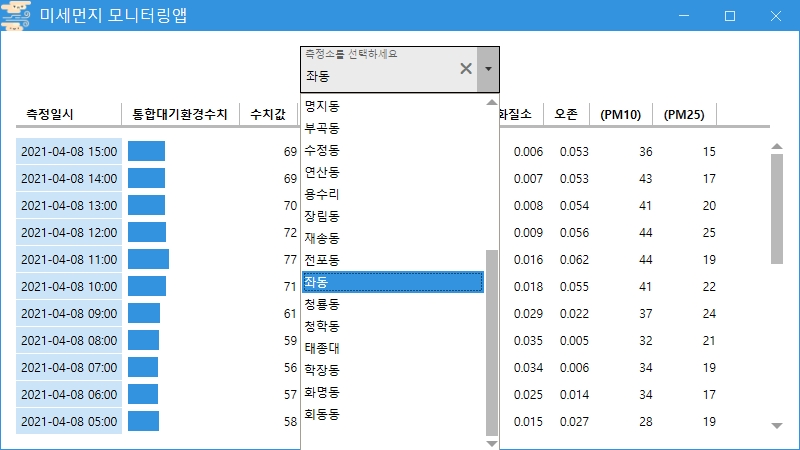 미세먼지 모니터링앱
측정소를 선택하세요
좌동
측정일시 통합대기환경수치 수치값 화질소 오존 (PM10) (PM25)
명지동
부곡동
수정동
연산동
용수리
장림동
재송동
전포동
좌동
청룡동
청학동
태종대
학장동
화명동
회동동
2021-04-08 15:00 69 0.006 0.053 36 15
2021-04-08 14:00 69 0.007 0.053 43 17
2021-04-08 13:00 70 0.008 0.054 41 20
2021-04-08 12:00 72 0.009 0.056 44 25
2021-04-08 11:00 77 0.016 0.062 44 19
2021-04-08 10:00 71 0.018 0.055 41 22
2021-04-08 09:00 61 0.029 0.022 37 24
2021-04-08 08:00 59 0.035 0.005 32 21
2021-04-08 07:00 56 0.034 0.006 34 19
2021-04-08 06:00 57 0.025 0.014 34 17
2021-04-08 05:00 58 0.015 0.027 28 19